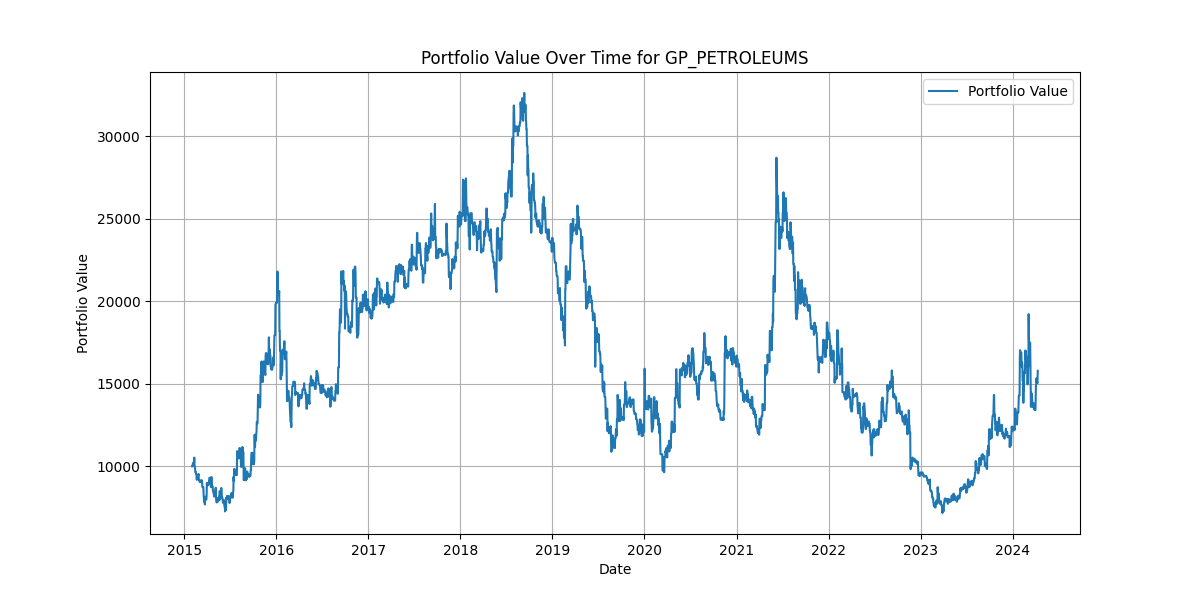 Portfolio Value Over Time for GP_PETROLEUMS
Portfolio Value
30000
25000
20000
15000
10000
Portfolio Value
2015 2016 2017 2018 2019 2020 2021 2022 2023 2024
Date